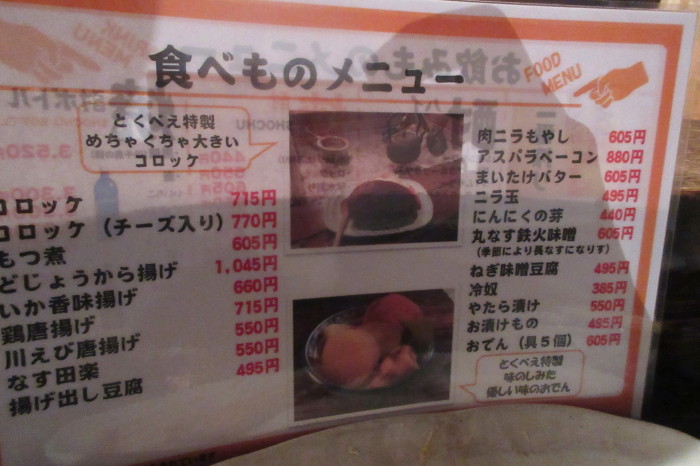 食べものメニュー
FOOD
MENU
とくべえ特製
めちゃくちゃ大きい
コロッケ
コロッケ 715円
コロッケ(チーズ入り) 770円
もつ煮 605円
どじょうから揚げ 1,045円
いか香味揚げ 660円
鶏唐揚げ 715円
川えび唐揚げ 550円
なす田楽 550円
揚げ出し豆腐 495円
肉ニラもやし 605円
アスパラベーコン 880円
まいたけバター 605円
ニラ玉 495円
にんにくの芽 440円
丸なす鉄火味噌 605円
(季節により長なすになりす)
ねぎ味噌豆腐 495円
冷奴 385円
やたら漬け 550円
お漬けもの 495円
おでん(具5個) 605円
とくべえ特製
味のしみた
優しい味のおでん